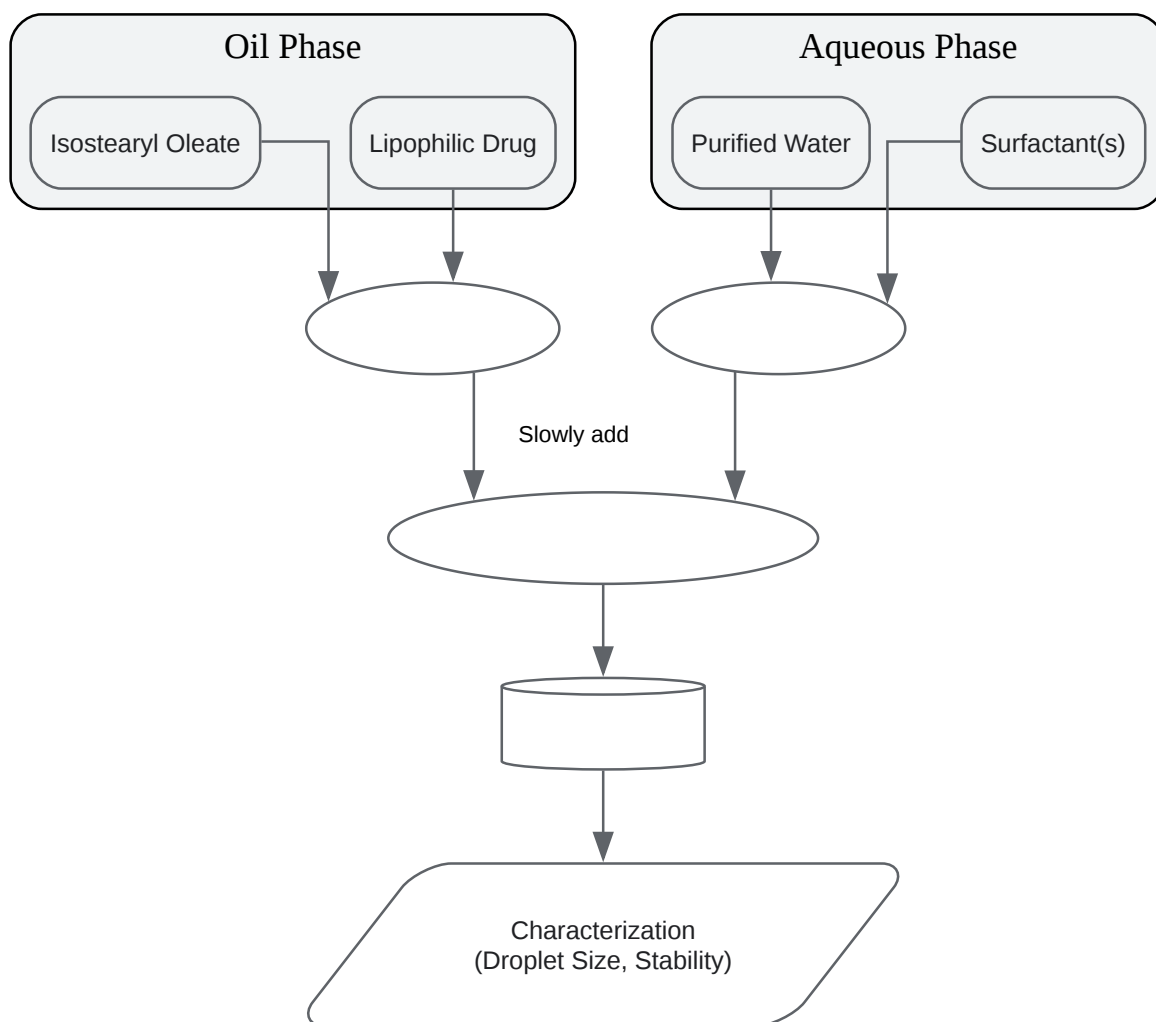 Oil Phase
Aqueous Phase
Isostearyl Oleate
Lipophilic Drug
Purified Water
Surfactant(s)
Slowly add
Characterization
(Droplet Size, Stability)